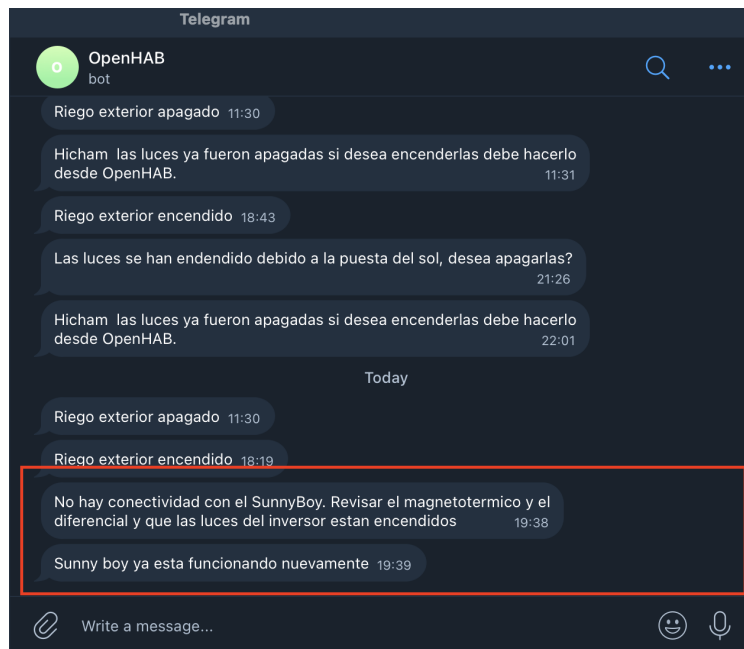 Telegram
O
OpenHAB
bot
Riego exterior apagado 11:30
Hicham las luces ya fueron apagadas si desea encenderlas debe hacerlo
desde OpenHAB. 11:31
Riego exterior encendido 18:43
Las luces se han endendido debido a la puesta del sol, desea apagarlas?
21:26
Hicham las luces ya fueron apagadas si desea encenderlas debe hacerlo
desde OpenHAB. 22:01
Today
Riego exterior apagado 11:30
Riego exterior encendido 18:19
No hay conectividad con el SunnyBoy. Revisar el magnetotermico y el
diferencial y que las luces del inversor estan encendidos 19:38
Sunny boy ya esta funcionando nuevamente 19:39
Write a message...